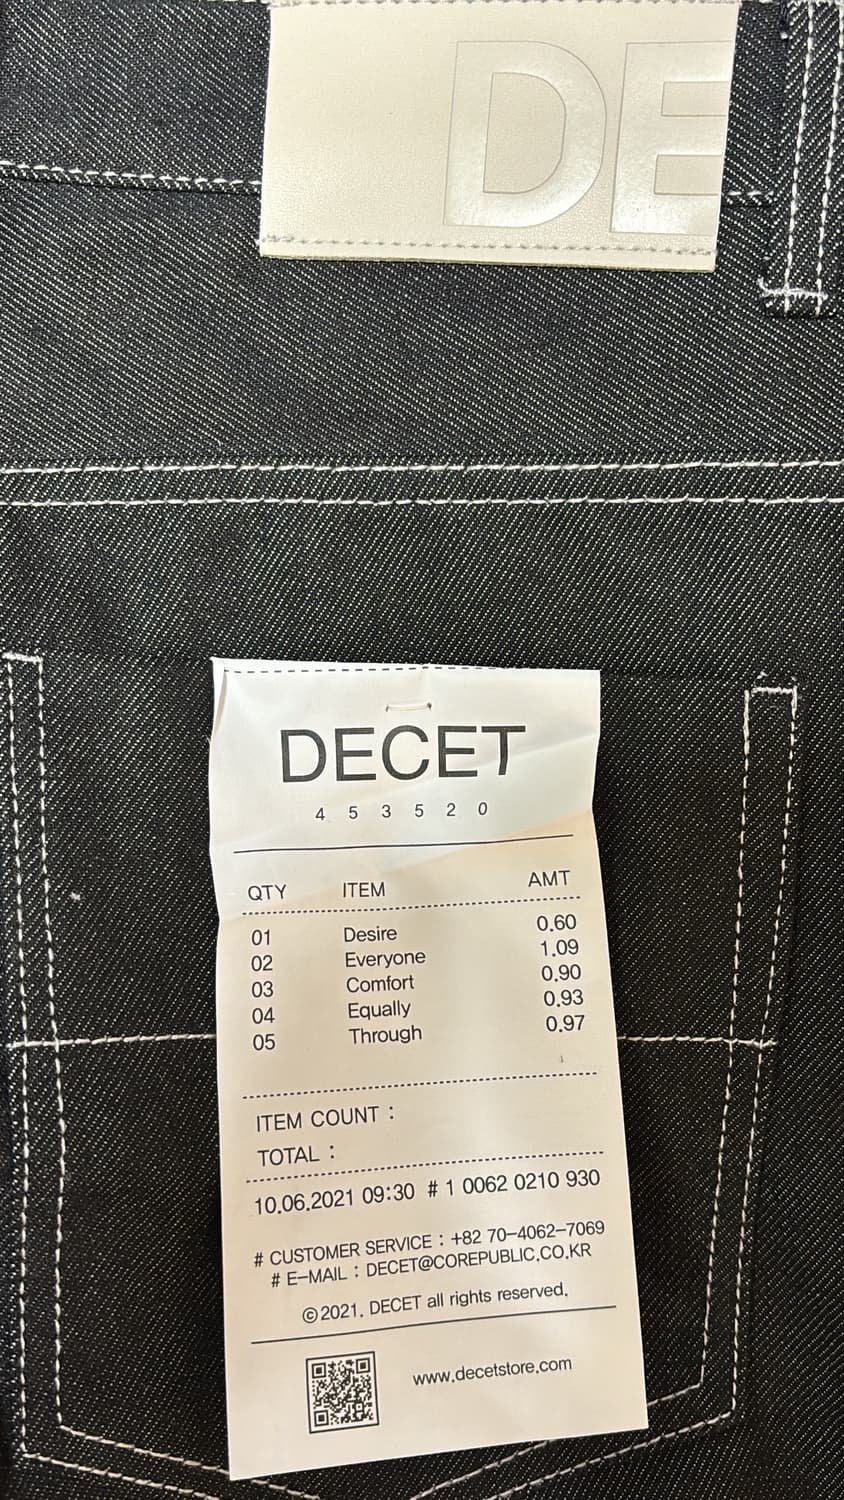 DE
DECET
4 5 3 5 2 0
QTY ITEM AMT
01 Desire 0.60
02 Everyone 1.09
03 Comfort 0.90
04 Equally 0.93
05 Through 0.97
ITEM COUNT :
TOTAL :
10.06.2021 09:30 # 1 0062 0210 930
# CUSTOMER SERVICE : +82 70-4062-7069
# E-MAIL : DECET@COREPUBLIC.CO.KR
©2021. DECET all rights reserved.
www.decetstore.com